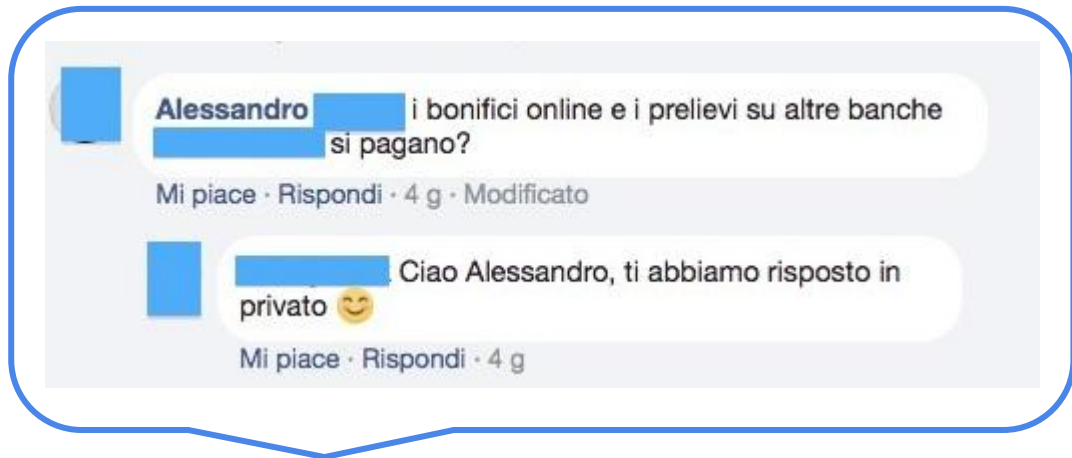 Alessandro i bonifici online e i prelievi su altre banche
si pagano?
Mi piace · Rispondi · 4 g · Modificato
Ciao Alessandro, ti abbiamo risposto in
privato 😊
Mi piace · Rispondi · 4 g